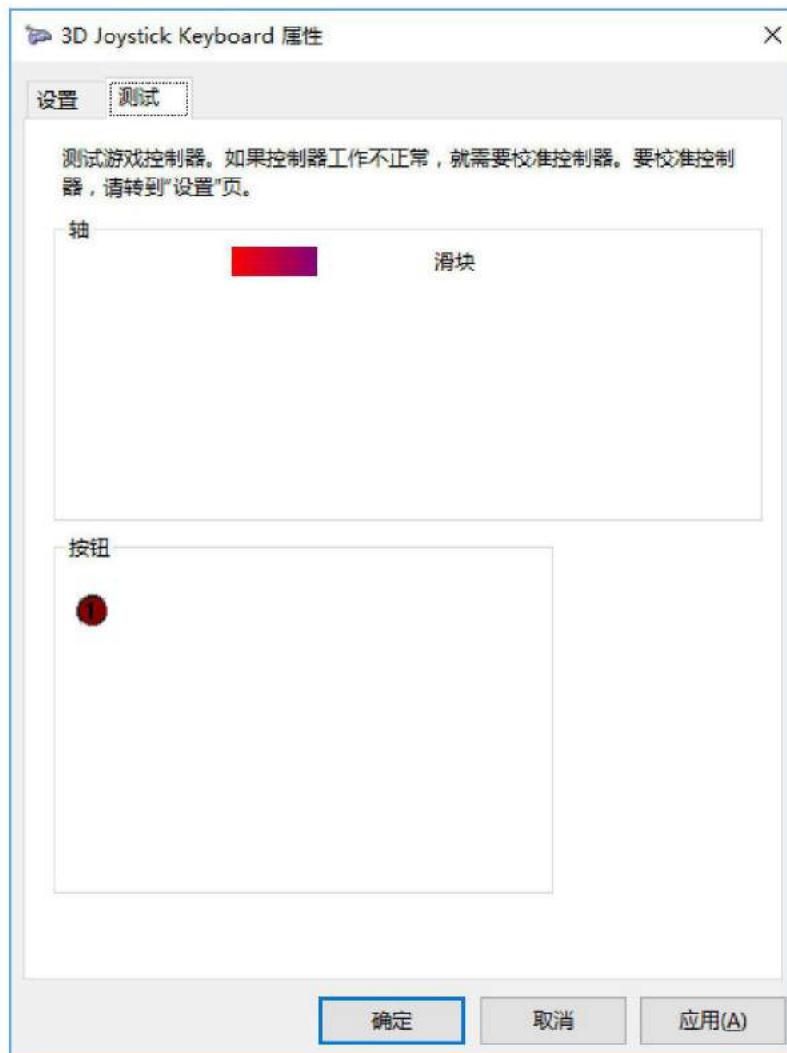 3D Joystick Keyboard 属性
设置 测试
测试游戏控制器。如果控制器工作不正常，就需要校准控制器。要校准控制
器，请转到"设置"页。
轴
滑块
按钮
1
确定 取消 应用(A)